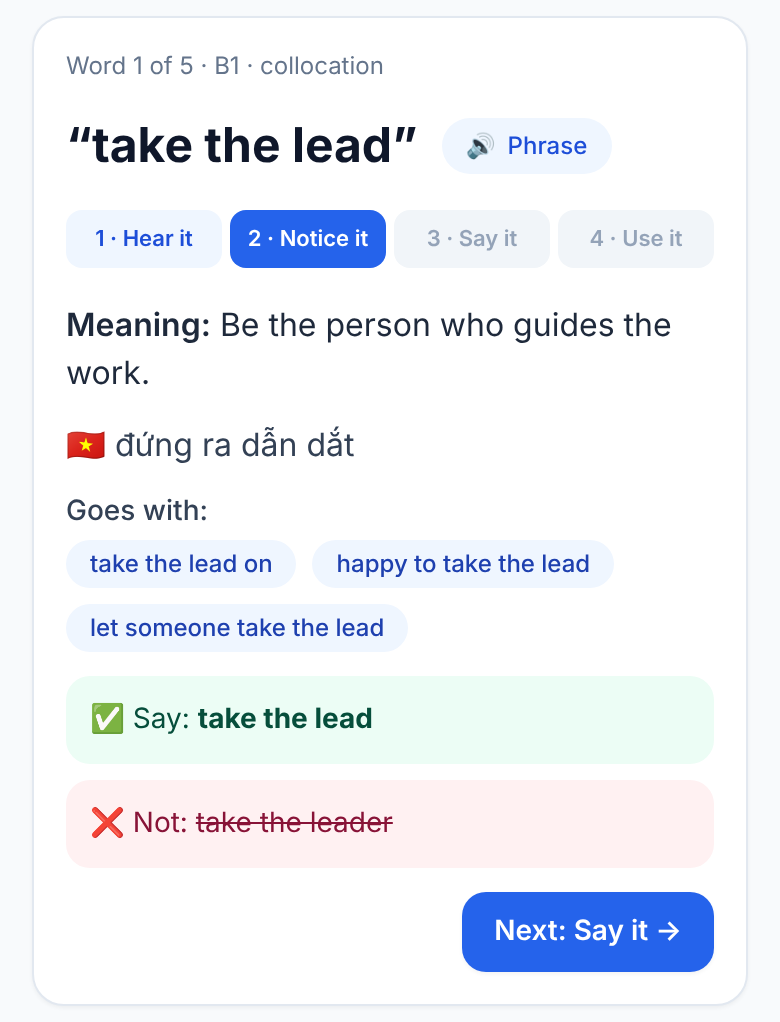 Word 1 of 5 · B1 · collocation
“take the lead”
🔊 Phrase
1 · Hear it
2 · Notice it
3 · Say it
4 · Use it
Meaning: Be the person who guides the
work.
🇻🇳 đứng ra dẫn dắt
Goes with:
take the lead on
happy to take the lead
let someone take the lead
✅ Say: take the lead
❌ Not: take the leader
Next: Say it →